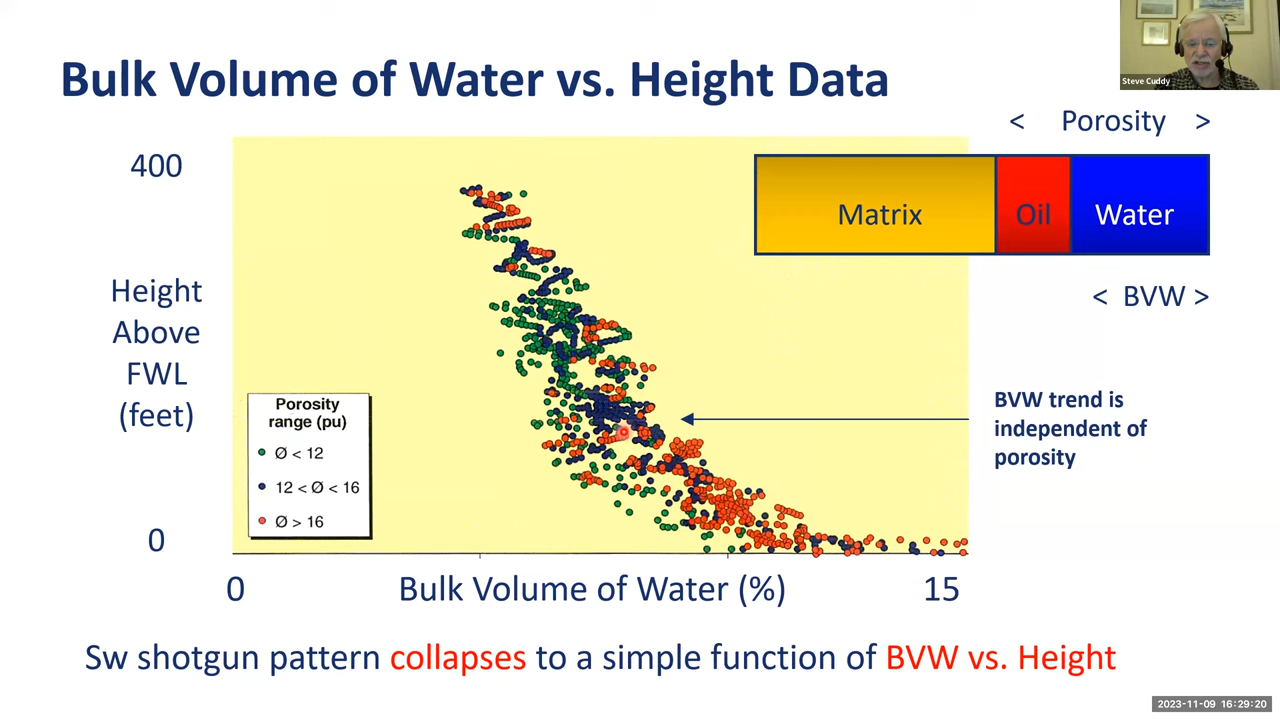 Bulk Volume of Water vs. Height Data
Steve Cuddy
< Porosity >
400
Matrix
Oil
Water
< BVW >
Height
Above
FWL
(feet)
Porosity
range (pu)
Ø < 12
12 < Ø < 16
Ø > 16
BVW trend is
independent of
porosity
0
0
Bulk Volume of Water (%)
15
Sw shotgun pattern collapses to a simple function of BVW vs. Height
2023-11-09 16:29:20